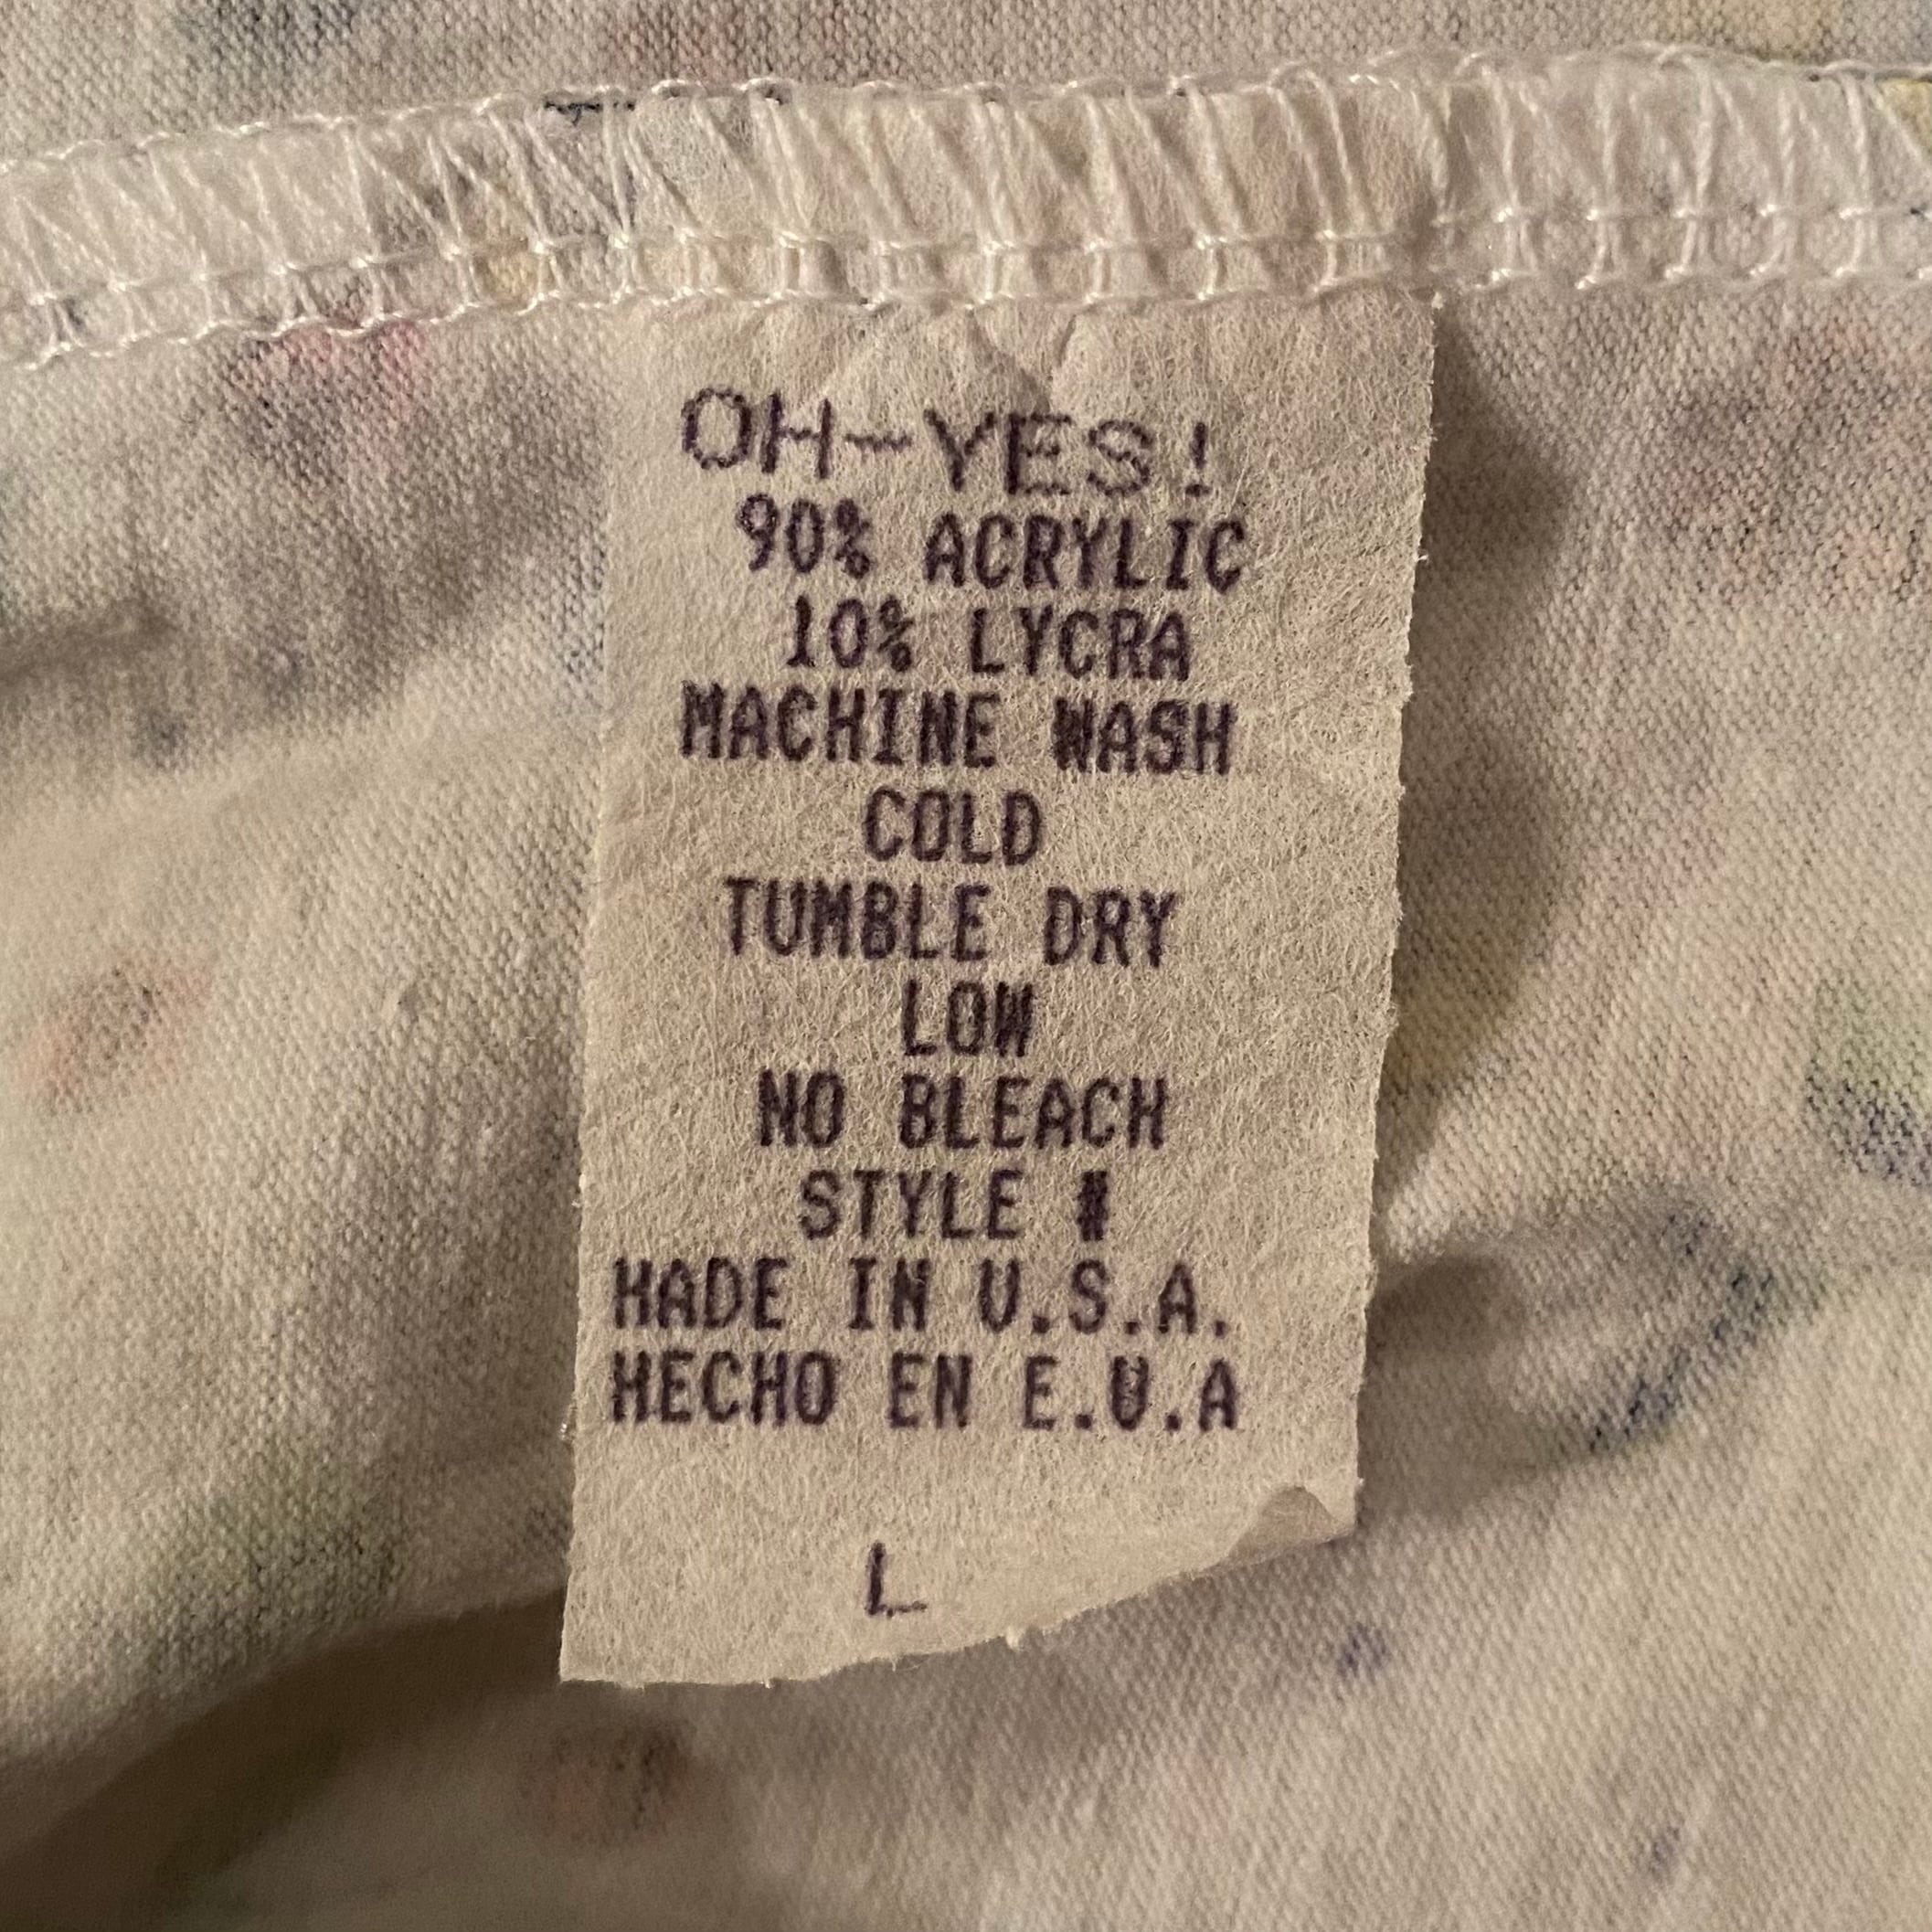 OH-YES!
90% ACRYLIC
10% LYCRA
MACHINE WASH
COLD
TUMBLE DRY
LOW
NO BLEACH
STYLE #
MADE IN U.S.A.
HECHO EN E.U.A
L